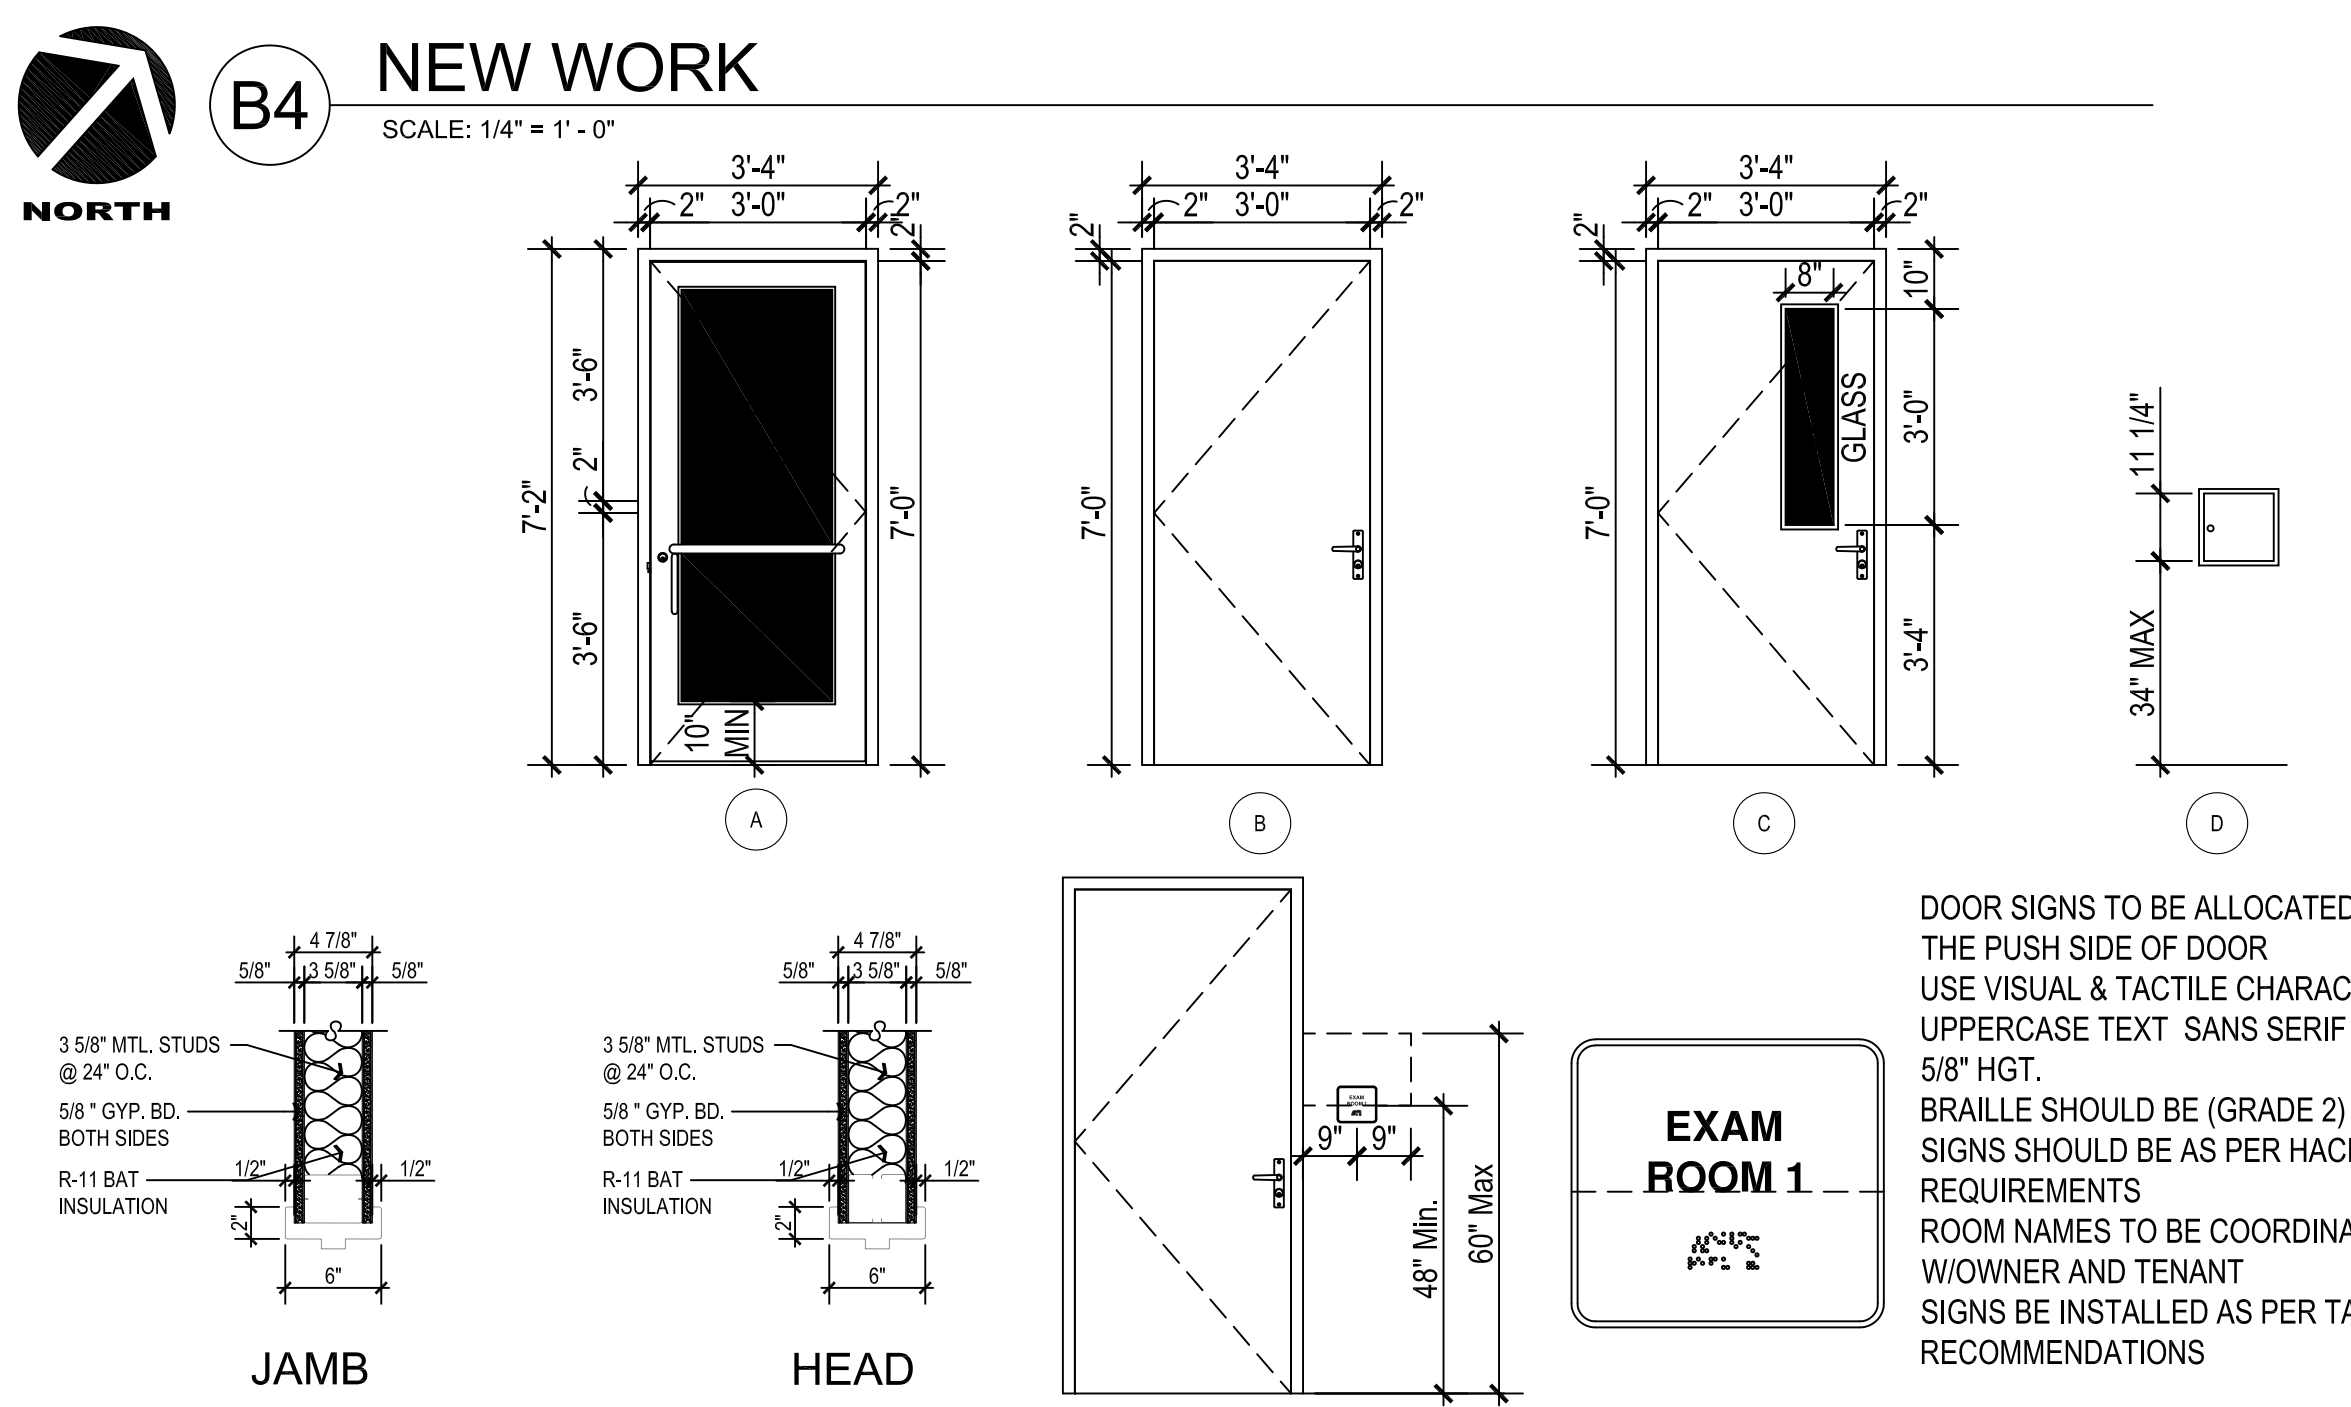 NORTH
B4
NEW WORK
SCALE: 1/4" = 1' - 0"
3'-4"
2" 3'-0" 2"
2"
7'-2"
3'-6"
2"
3'-6"
7'-0"
10"
MIN
A
3'-4"
2" 3'-0" 2"
2"
7'-0"
B
3'-4"
2" 3'-0" 2"
2"
7'-0"
8"
GLASS
10"
3'-0"
3'-4"
C
11 1/4"
34" MAX
D
4 7/8"
5/8" 3 5/8" 5/8"
3 5/8" MTL. STUDS
@ 24" O.C.
5/8 " GYP. BD.
BOTH SIDES
R-11 BAT
INSULATION
1/2" 1/2"
2"
6"
JAMB
4 7/8"
5/8" 3 5/8" 5/8"
3 5/8" MTL. STUDS
@ 24" O.C.
5/8 " GYP. BD.
BOTH SIDES
R-11 BAT
INSULATION
1/2" 1/2"
2"
6"
HEAD
EXAM
ROOM 1
9" 9"
48" Min.
60" Max
EXAM
ROOM 1
DOOR SIGNS TO BE ALLOCATED
THE PUSH SIDE OF DOOR
USE VISUAL & TACTILE CHARAC
UPPERCASE TEXT SANS SERIF
5/8" HGT.
BRAILLE SHOULD BE (GRADE 2)
SIGNS SHOULD BE AS PER
REQUIREMENTS
ROOM NAMES TO BE COORDINA
W/OWNER AND TENANT
SIGNS BE INSTALLED AS PER TA
RECOMMENDATIONS